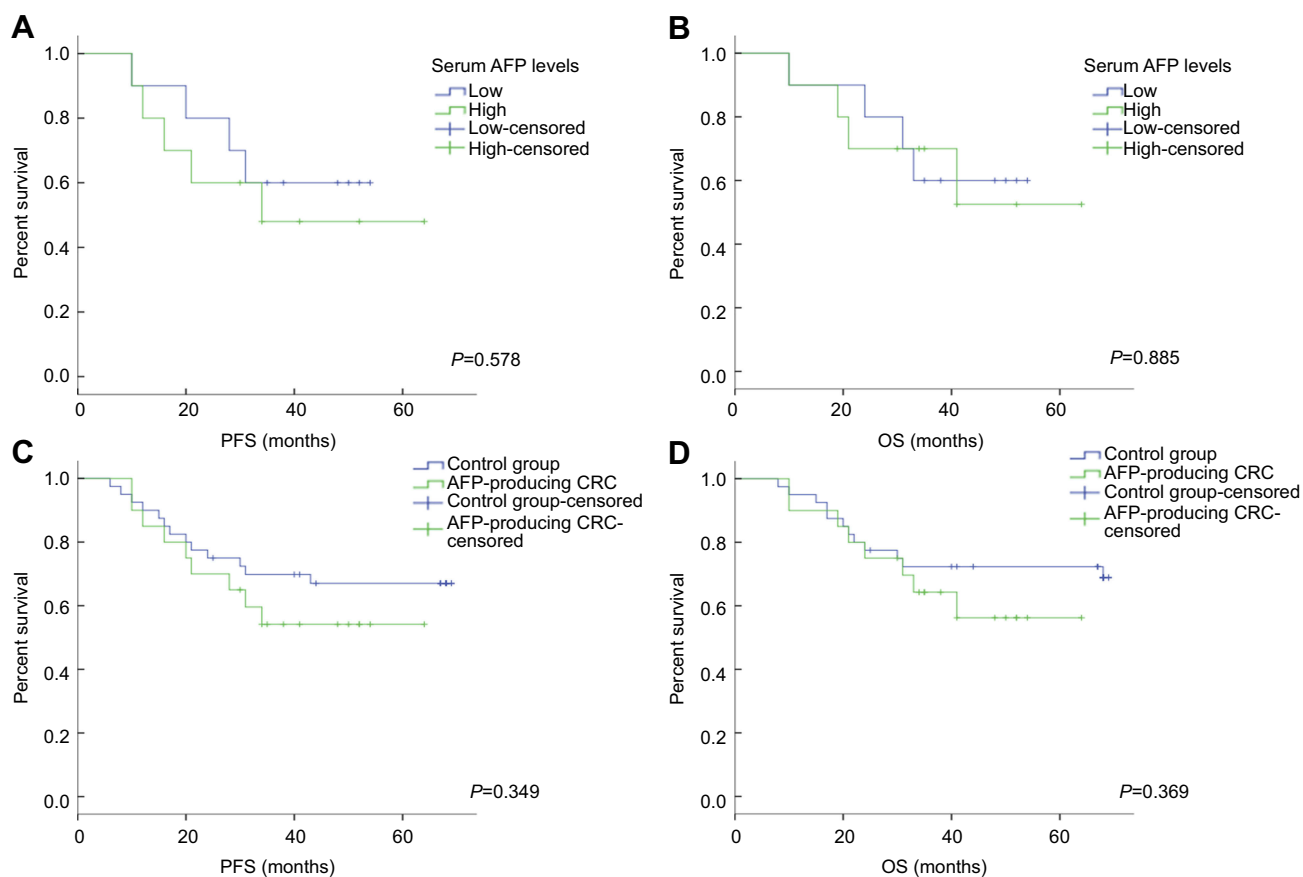 A
1.0
0.8
0.6
0.4
0.2
0.0
Percent survival
Serum AFP levels
Low
High
Low-censored
High-censored
P=0.578
0 20 40 60
PFS (months)
B
1.0
0.8
0.6
0.4
0.2
0.0
Percent survival
Serum AFP levels
Low
High
Low-censored
High-censored
P=0.885
0 20 40 60
OS (months)
C
1.0
0.8
0.6
0.4
0.2
0.0
Percent survival
Control group
AFP-producing CRC
Control group-censored
AFP-producing CRC-
censored
P=0.349
0 20 40 60
PFS (months)
D
1.0
0.8
0.6
0.4
0.2
0.0
Percent survival
Control group
AFP-producing CRC
Control group-censored
AFP-producing CRC-
censored
P=0.369
0 20 40 60
OS (months)